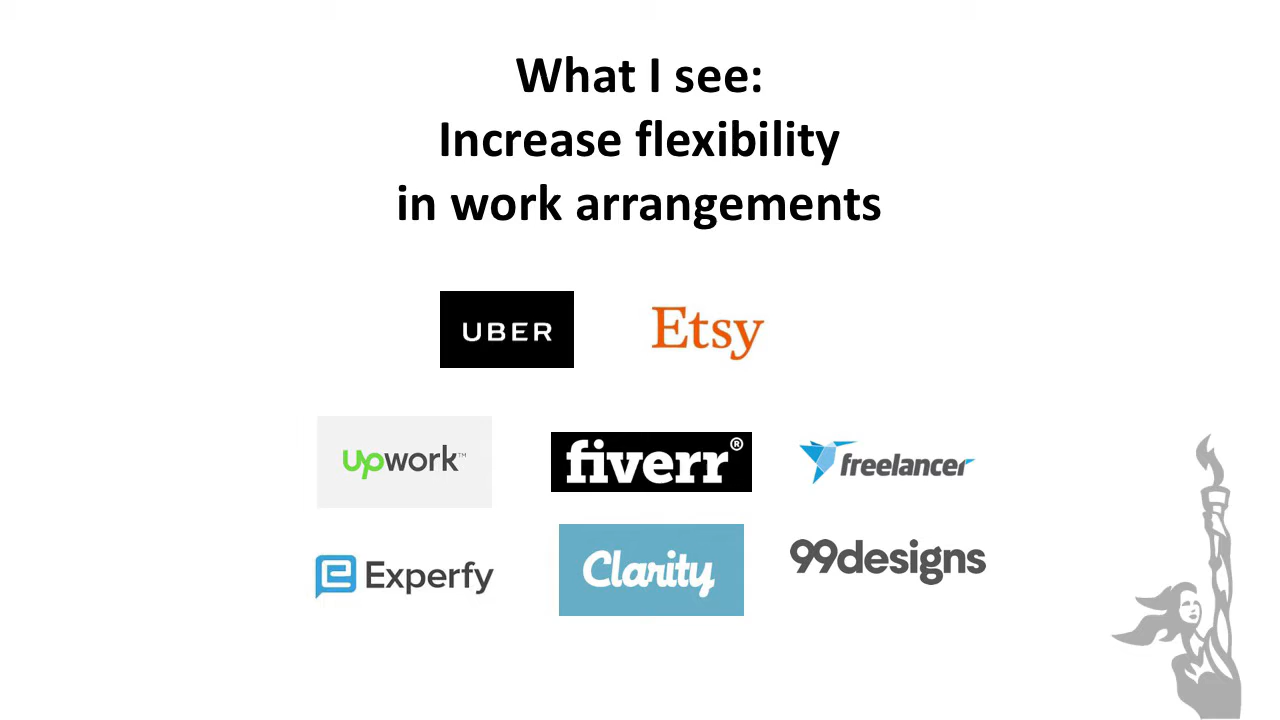 What I see:
Increase flexibility
in work arrangements
UBER
Etsy
upwork™
fiverr®
freelancer
Experfy
Clarity
99designs